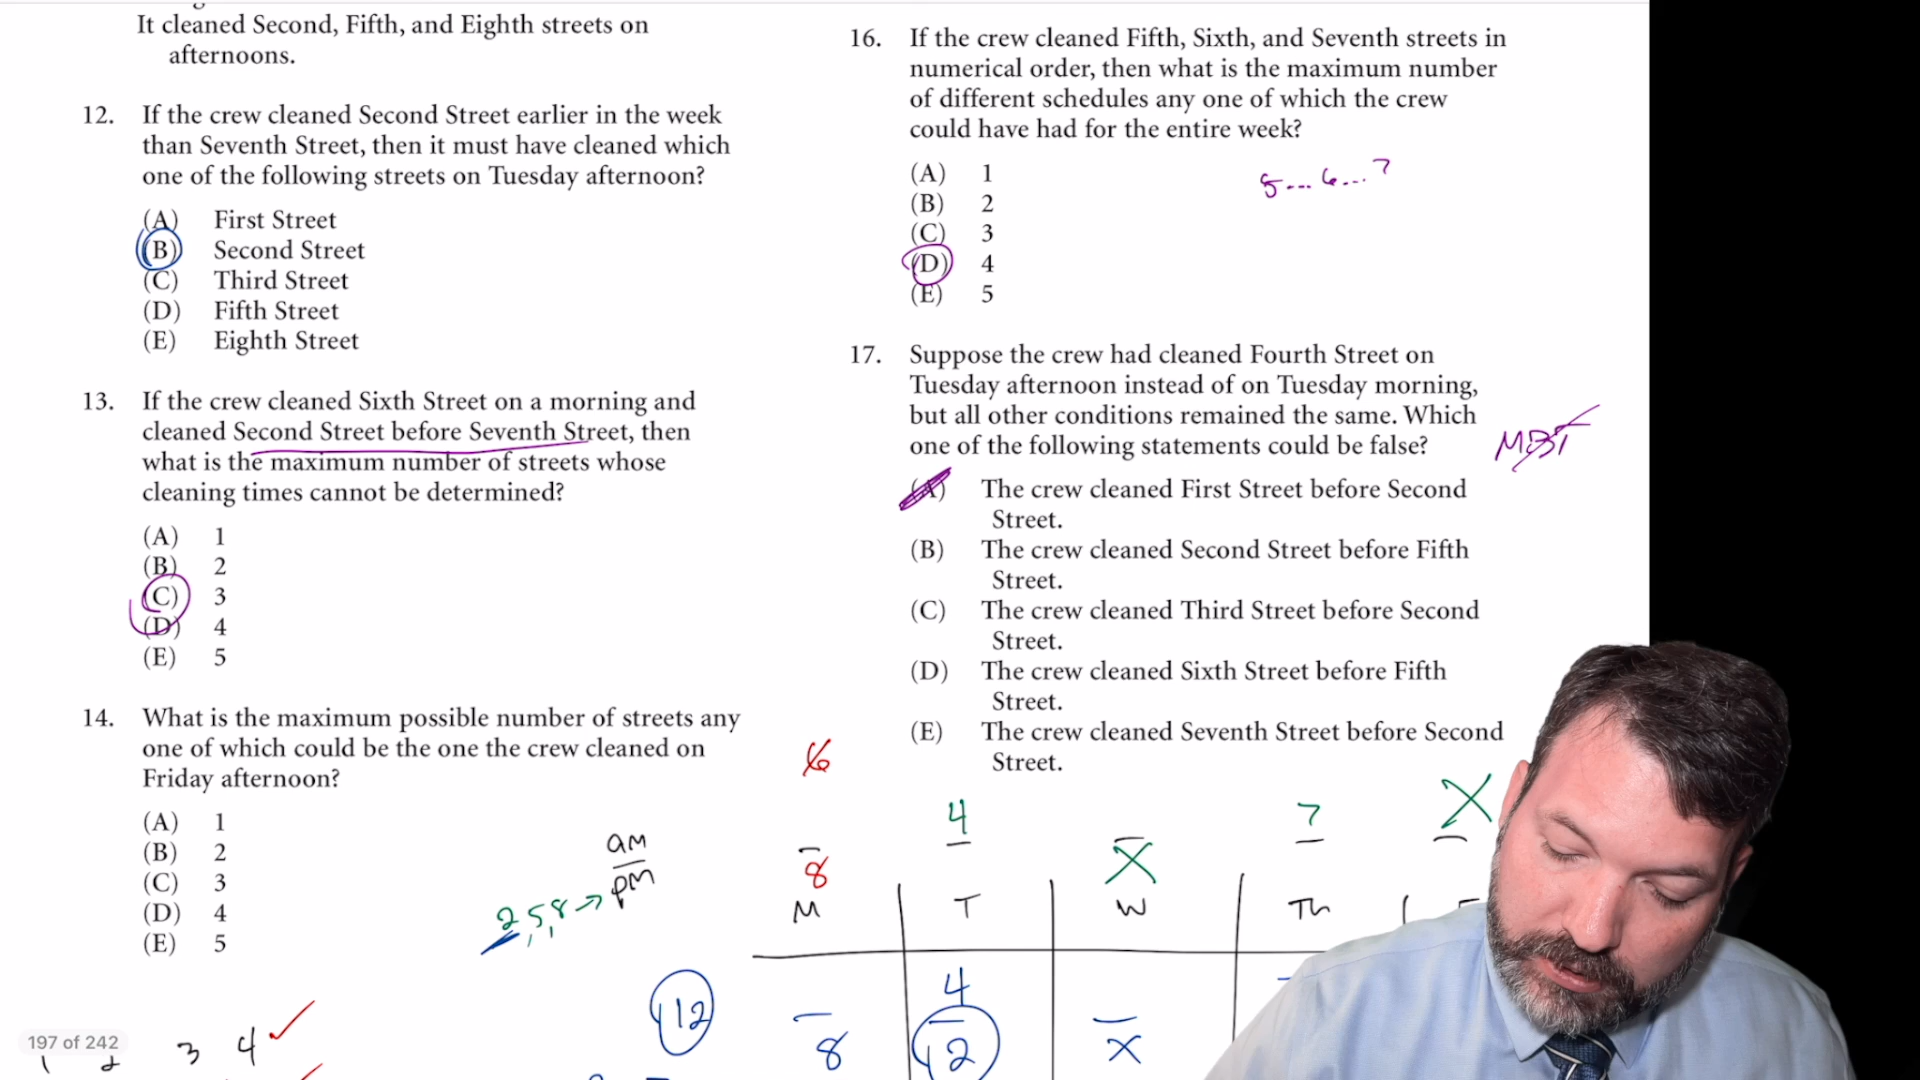 It cleaned Second, Fifth, and Eighth streets on
afternoons.
12. If the crew cleaned Second Street earlier in the week
than Seventh Street, then it must have cleaned which
one of the following streets on Tuesday afternoon?
(A) First Street
(B) Second Street
(C) Third Street
(D) Fifth Street
(E) Eighth Street
13. If the crew cleaned Sixth Street on a morning and
cleaned Second Street before Seventh Street, then
what is the maximum number of streets whose
cleaning times cannot be determined?
(A) 1
(B) 2
(C) 3
(D) 4
(E) 5
14. What is the maximum possible number of streets any
one of which could be the one the crew cleaned on
Friday afternoon?
(A) 1
(B) 2
(C) 3
(D) 4
(E) 5
16. If the crew cleaned Fifth, Sixth, and Seventh streets in
numerical order, then what is the maximum number
of different schedules any one of which the crew
could have had for the entire week?
(A) 1
(B) 2
(C) 3
(D) 4
(E) 5
5...6...7
17. Suppose the crew had cleaned Fourth Street on
Tuesday afternoon instead of on Tuesday morning,
but all other conditions remained the same. Which
one of the following statements could be false?
MBT
(A) The crew cleaned First Street before Second
Street.
(B) The crew cleaned Second Street before Fifth
Street.
(C) The crew cleaned Third Street before Second
Street.
(D) The crew cleaned Sixth Street before Fifth
Street.
(E) The crew cleaned Seventh Street before Second
Street.
6
4 7 X
am
pm
2, 5, 8 →
8 X
M T W Th F
4
12
8 2 X
197 of 242
1 2 3 4